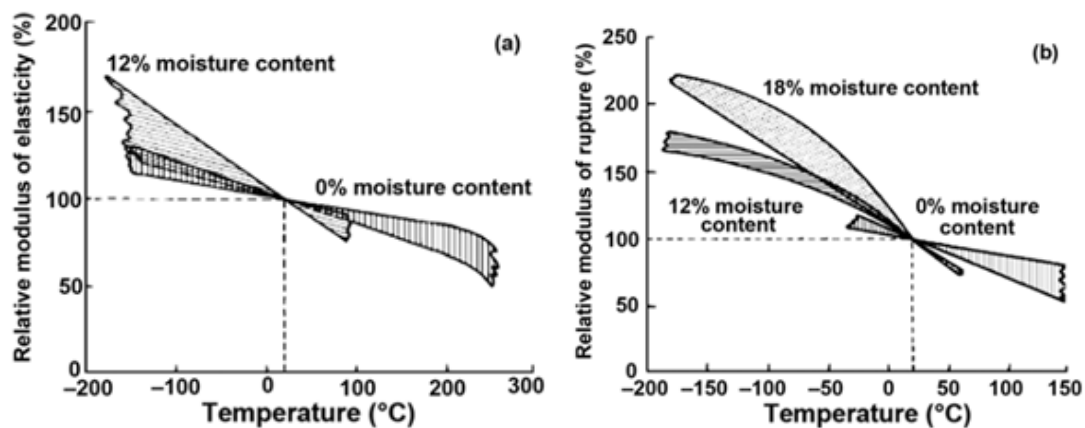 (a)
Relative modulus of elasticity (%)
200
150
100
50
0
12% moisture content
0% moisture content
–200
–100
0
100
200
300
Temperature (°C)
(b)
Relative modulus of rupture (%)
250
200
150
100
50
0
18% moisture content
12% moisture
content
0% moisture
content
–200
–150
–100
–50
0
50
100
150
Temperature (°C)